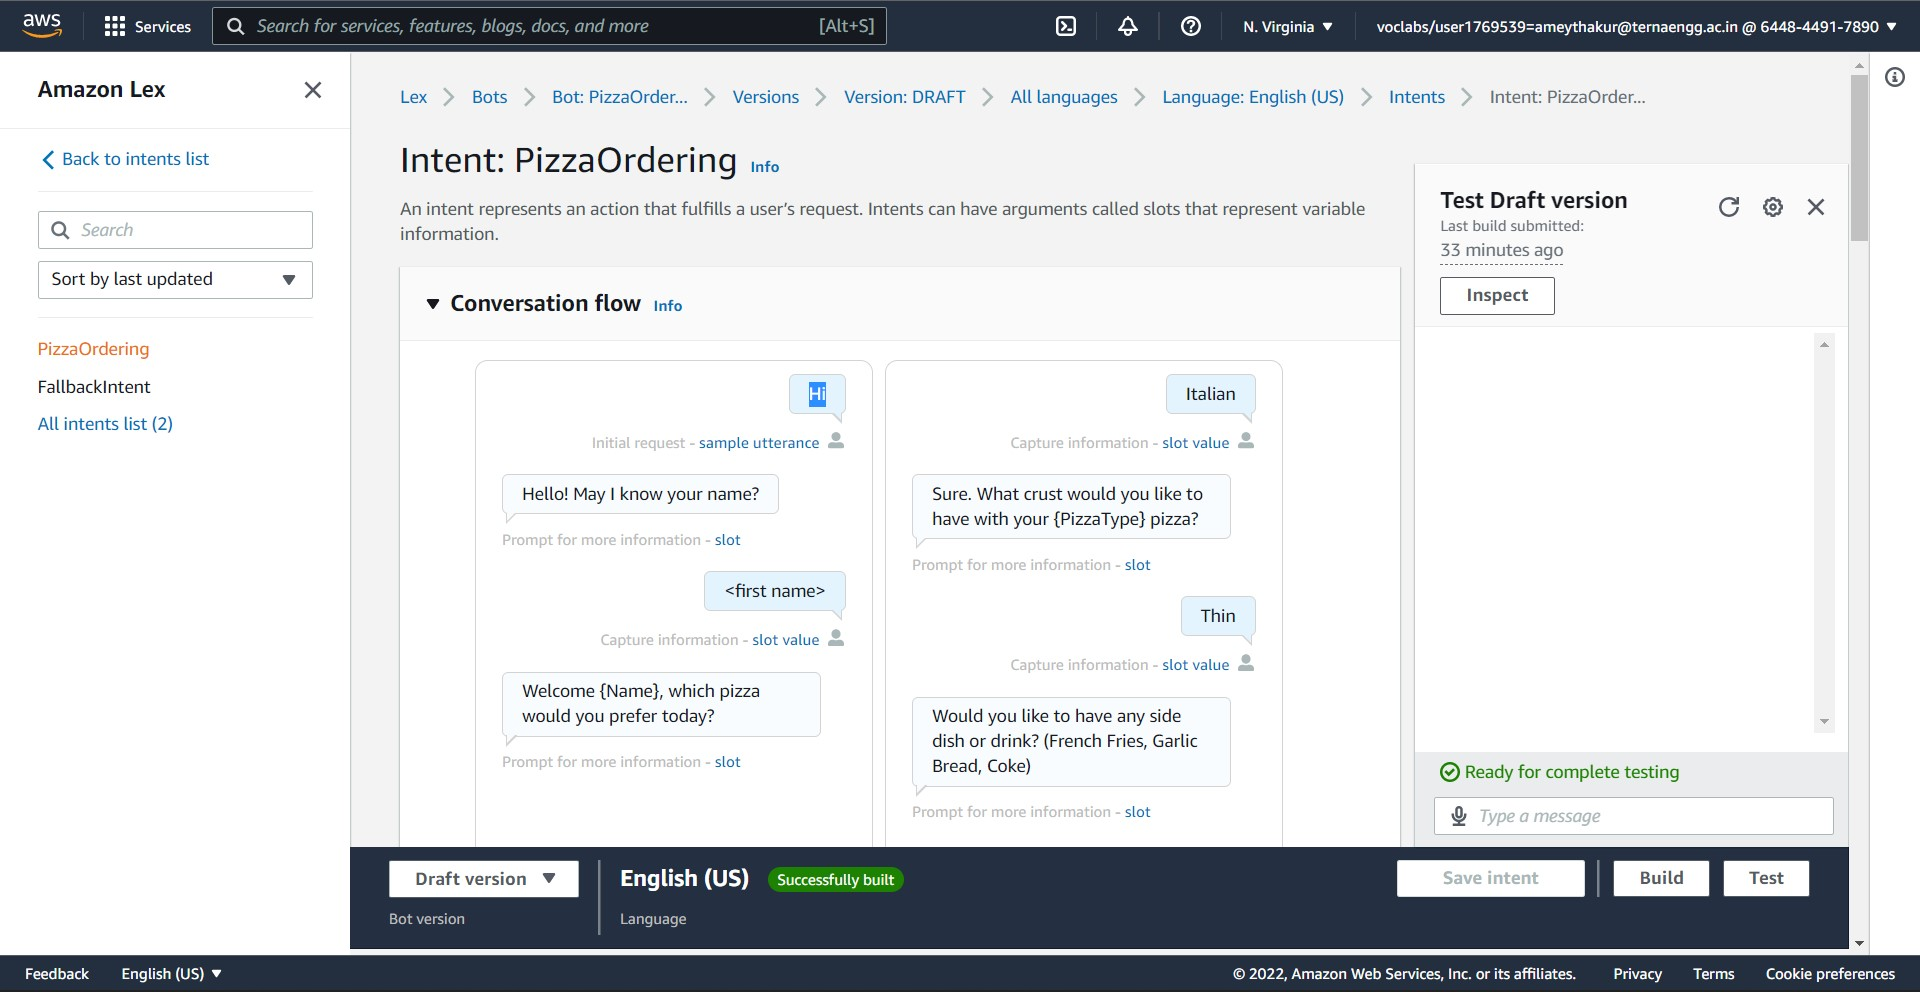 aws
Services
Search for services, features, blogs, docs, and more
[Alt+S]
N. Virginia
voclabs/user1769539=ameythakur@ternaengg.ac.in @ 6448-4491-7890
Amazon Lex
Back to intents list
Search
Sort by last updated
PizzaOrdering
FallbackIntent
All intents list (2)
Lex
Bots
Bot: PizzaOrder...
Versions
Version: DRAFT
All languages
Language: English (US)
Intents
Intent: PizzaOrder...
Intent: PizzaOrdering Info
An intent represents an action that fulfills a user's request. Intents can have arguments called slots that represent variable
information.
Conversation flow Info
Hi
Initial request - sample utterance
Hello! May I know your name?
Prompt for more information - slot
<first name>
Capture information - slot value
Welcome {Name}, which pizza
would you prefer today?
Prompt for more information - slot
Italian
Capture information - slot value
Sure. What crust would you like to
have with your {PizzaType} pizza?
Prompt for more information - slot
Thin
Capture information - slot value
Would you like to have any side
dish or drink? (French Fries, Garlic
Bread, Coke)
Prompt for more information - slot
Test Draft version
Last build submitted:
33 minutes ago
Inspect
Ready for complete testing
Type a message
Draft version
Bot version
English (US)
Successfully built
Language
Save intent
Build
Test
Feedback
English (US)
© 2022, Amazon Web Services, Inc. or its affiliates.
Privacy
Terms
Cookie preferences